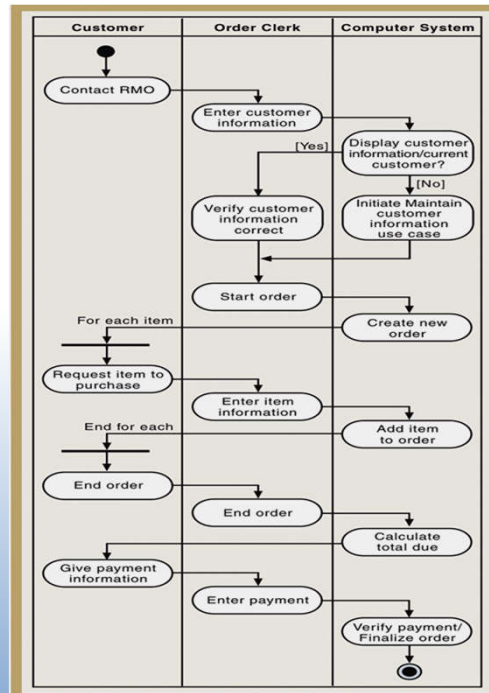 Customer
Order Clerk
Computer System
Contact RMO
Enter customer
information
Display customer
information/current
customer?
[Yes]
[No]
Verify customer
information
correct
Initiate Maintain
customer
information
use case
Start order
For each item
Create new
order
Request item to
purchase
Enter item
information
End for each
Add item
to order
End order
End order
Calculate
total due
Give payment
information
Enter payment
Verify payment/
Finalize order